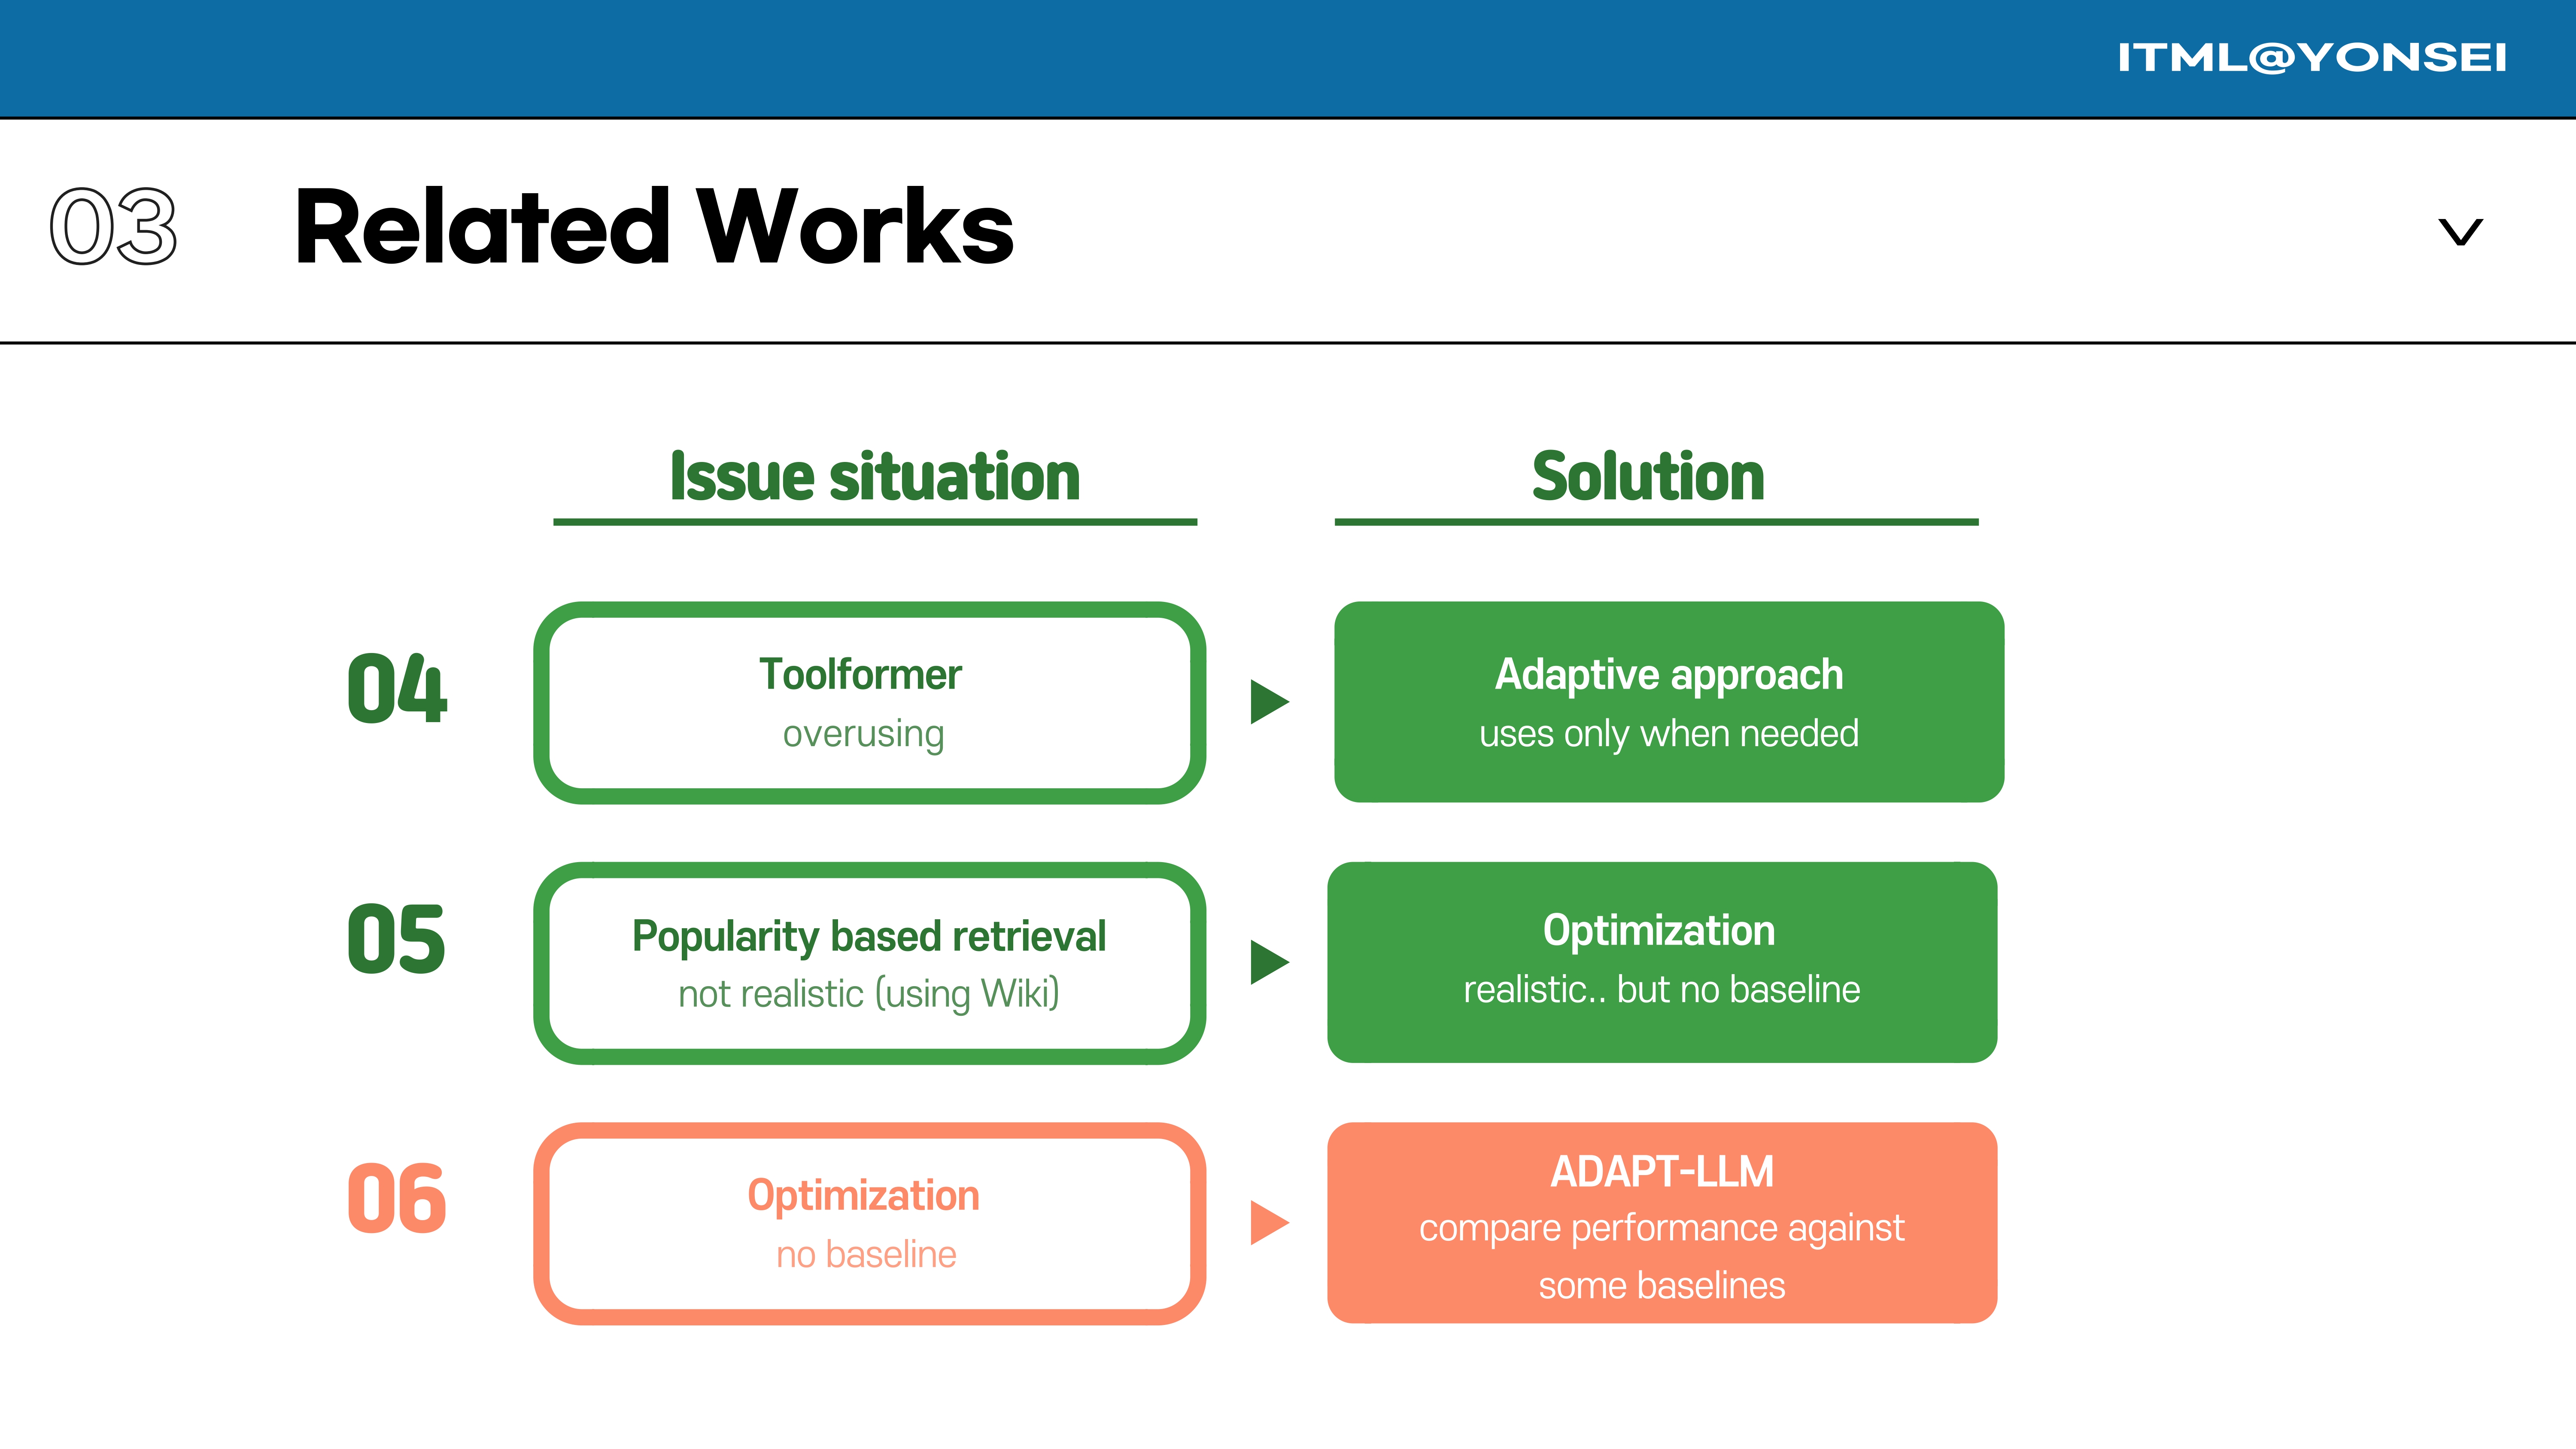 ITML@YONSEI
03 Related Works
Issue situation
Solution
04
Toolformer
overusing
Adaptive approach
uses only when needed
05
Popularity based retrieval
not realistic (using Wiki)
Optimization
realistic.. but no baseline
06
Optimization
no baseline
ADAPT-LLM
compare performance against
some baselines